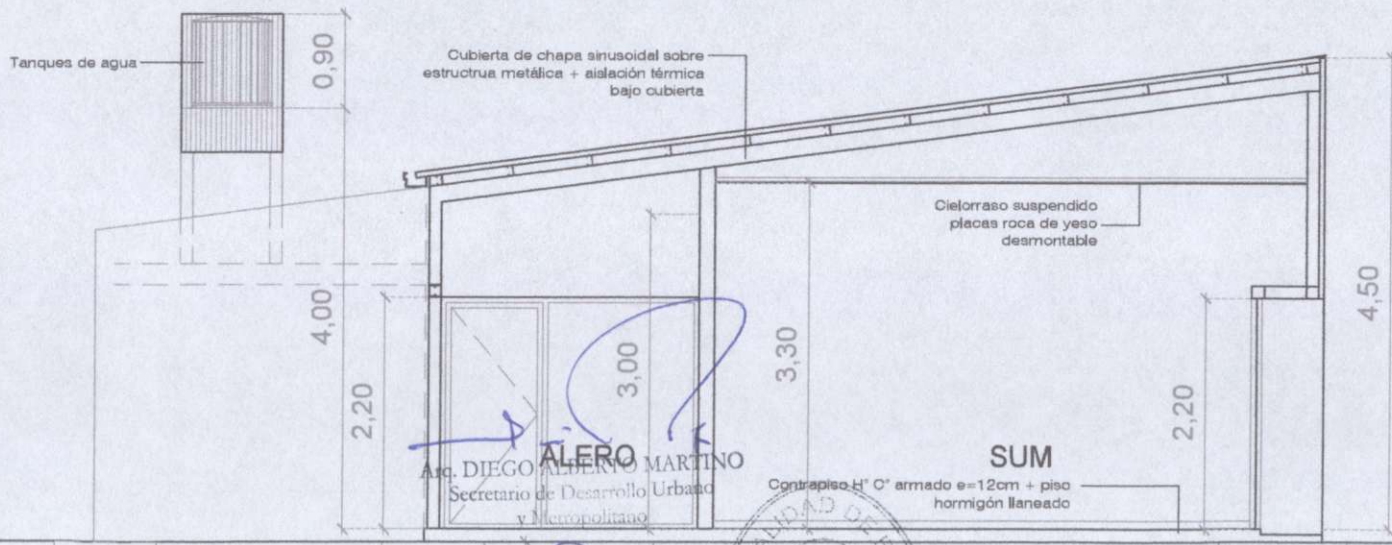 Tanques de agua
0,90
Cubierta de chapa sinusoidal sobre
estructrua metálica + aislación térmica
bajo cubierta
Cielorraso suspendido
placas roca de yeso
desmontable
4,00
2,20
3,00
3,30
2,20
4,50
ALERO
Arq. DIEGO ALBERTO MARTINO
Secretario de Desarrollo Urbano
y Metropolitano
SUM
Contrapiso H° C° armado e=12cm + piso
hormigón llaneado